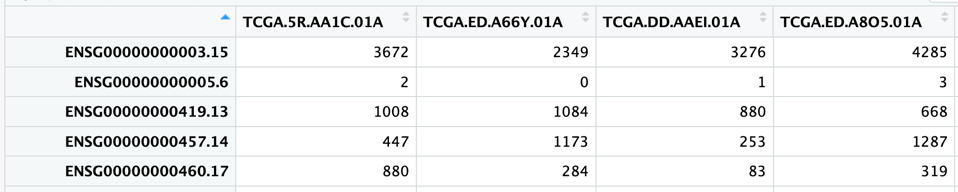 TCGA.5R.AA1C.01A TCGA.ED.A66Y.01A TCGA.DD.AAEI.01A TCGA.ED.A8O5.01A
ENSG00000000003.15 3672 2349 3276 4285
ENSG00000000005.6 2 0 1 3
ENSG00000000419.13 1008 1084 880 668
ENSG00000000457.14 447 1173 253 1287
ENSG00000000460.17 880 284 83 319